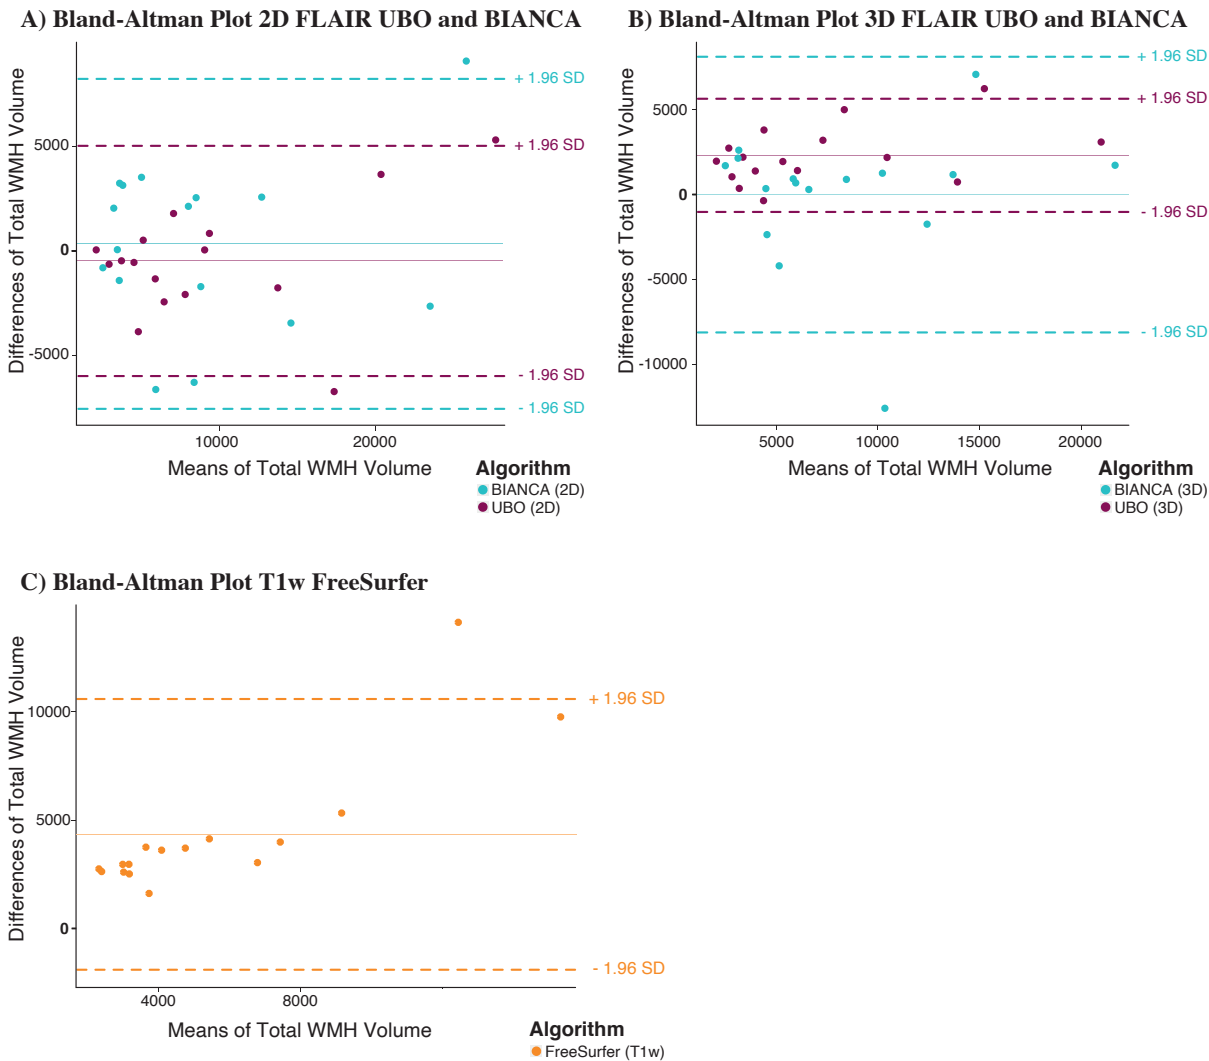 A) Bland-Altman Plot 2D FLAIR UBO and BIANCA
Differences of Total WMH Volume
5000
0
-5000
+ 1.96 SD
+ 1.96 SD
- 1.96 SD
- 1.96 SD
10000 20000
Means of Total WMH Volume
Algorithm
BIANCA (2D)
UBO (2D)
B) Bland-Altman Plot 3D FLAIR UBO and BIANCA
Differences of Total WMH Volume
5000
0
-5000
-10000
+ 1.96 SD
+ 1.96 SD
- 1.96 SD
- 1.96 SD
5000 10000 15000 20000
Means of Total WMH Volume
Algorithm
BIANCA (3D)
UBO (3D)
C) Bland-Altman Plot T1w FreeSurfer
Differences of Total WMH Volume
10000
5000
0
+ 1.96 SD
- 1.96 SD
4000 8000
Means of Total WMH Volume
Algorithm
FreeSurfer (T1w)